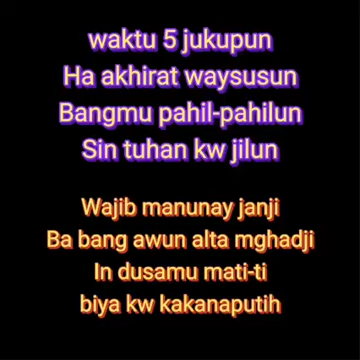 waktu 5 jukupun
Ha akhirat waysusun
Bangmu pahil-pahilun
Sin tuhan kw jilun
Wajib manunay janji
Ba bang awun alta mghadji
In dusamu mati-ti
biya kw kakanaputih